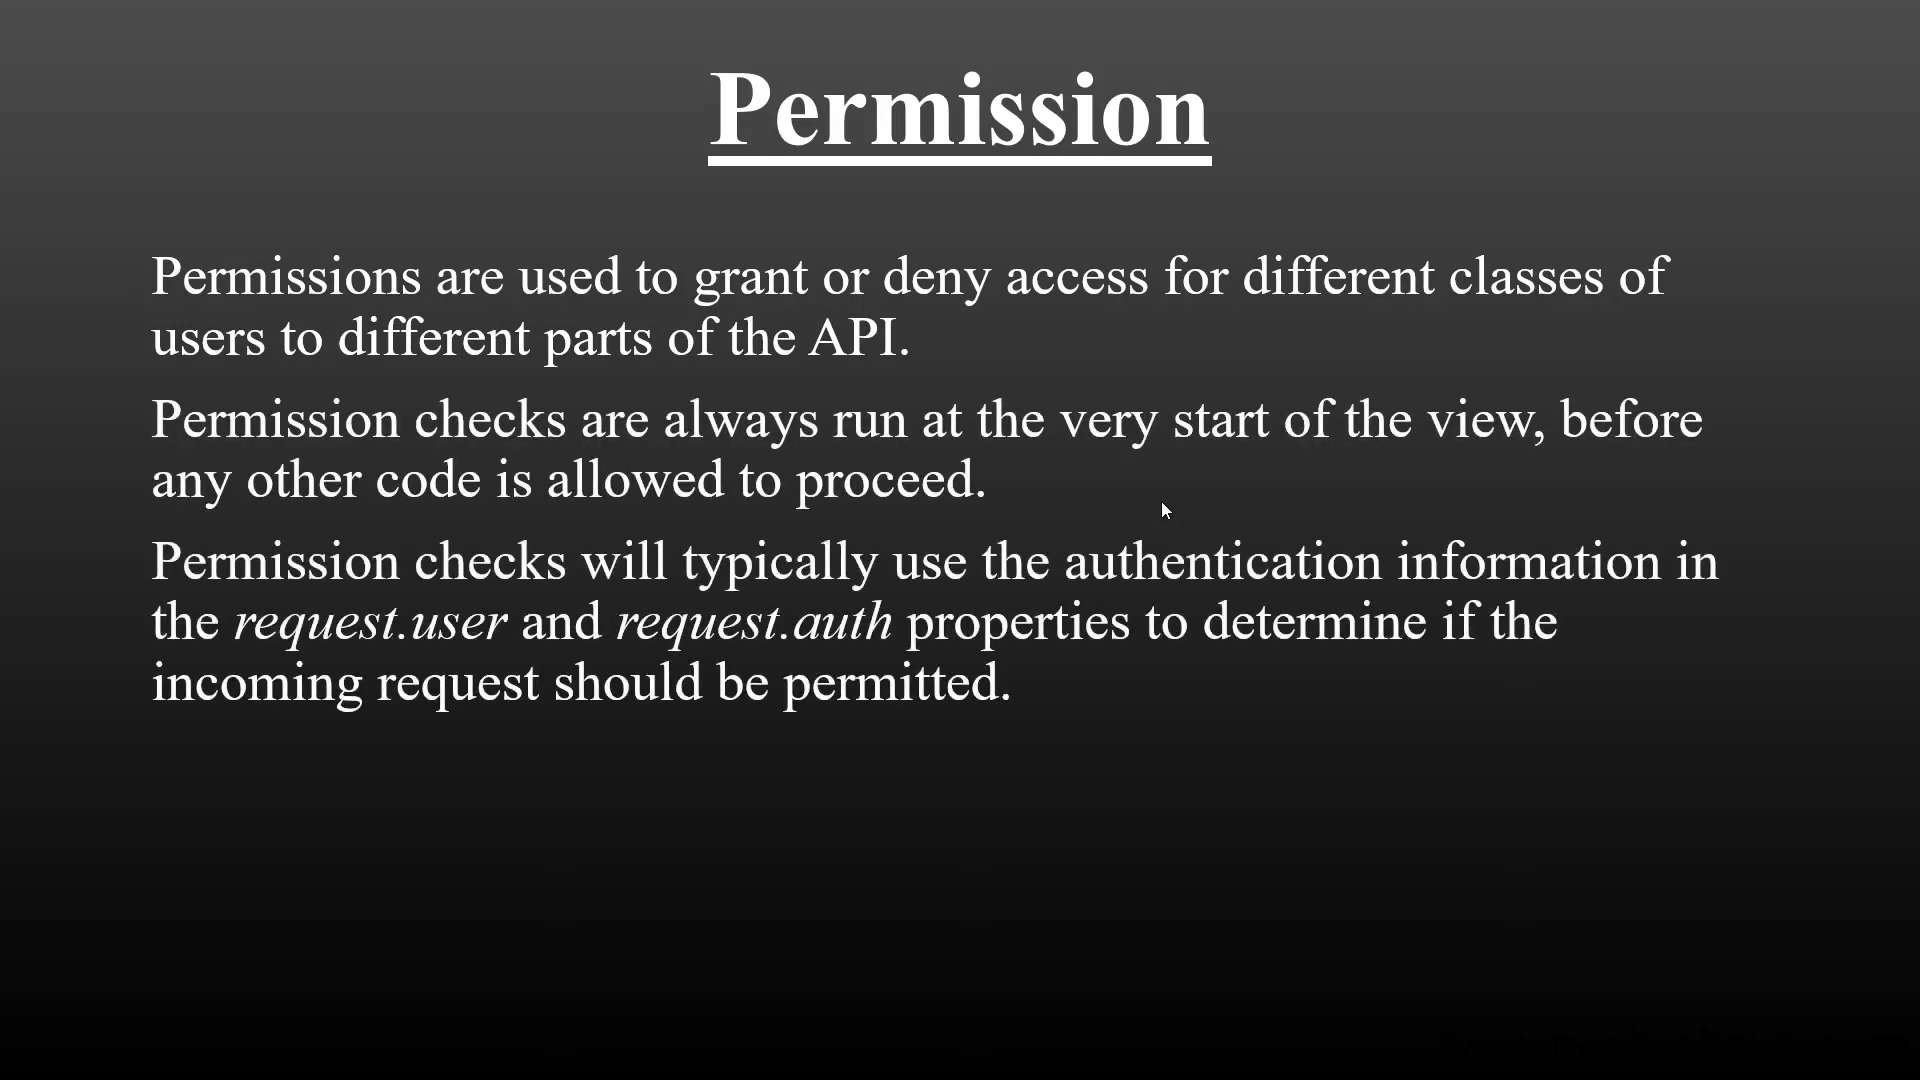 Permission
Permissions are used to grant or deny access for different classes of
users to different parts of the API.
Permission checks are always run at the very start of the view, before
any other code is allowed to proceed.
Permission checks will typically use the authentication information in
the request.user and request.auth properties to determine if the
incoming request should be permitted.